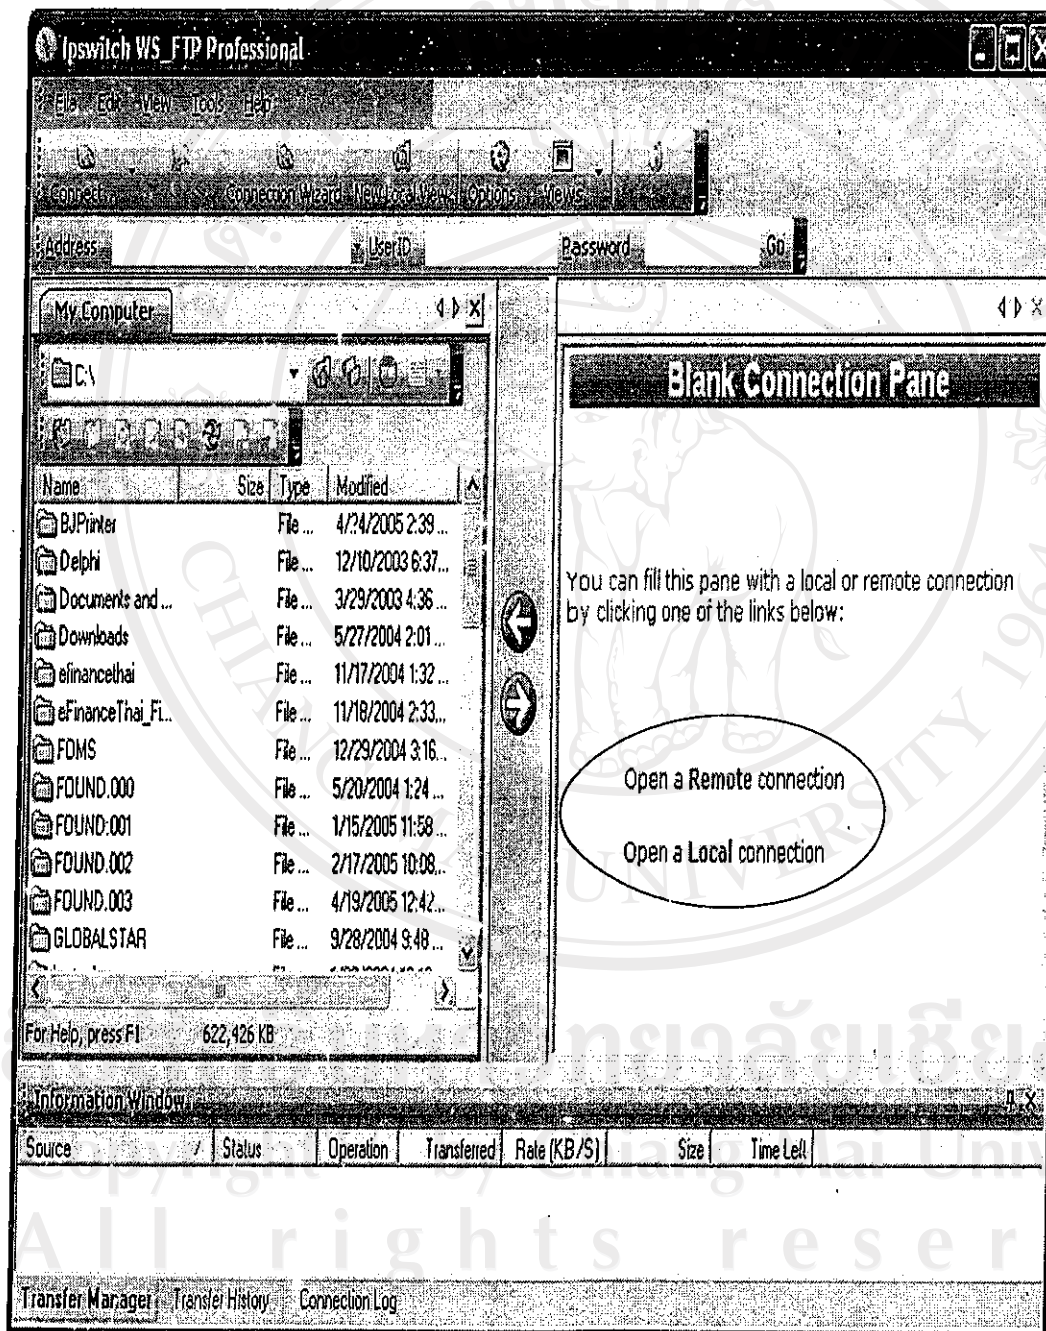 Ipswitch WS_FTP Professional
File Edit View Tools Help
Connect Connection Wizard New Local View Options Views
Address UserID Password Go
My Computer
C:\
Name Size Type Modified
BJPrinter File ... 4/24/2005 2:39 ...
Delphi File ... 12/10/2003 6:37...
Documents and ... File ... 3/29/2003 4:36 ...
Downloads File ... 5/27/2004 2:01 ...
efinancethai File ... 11/17/2004 1:32 ...
eFinanceThai_Fi... File ... 11/18/2004 2:33...
FDMS File ... 12/29/2004 3:16...
FOUND.000 File ... 5/20/2004 1:24 ...
FOUND.001 File ... 1/15/2005 11:58 ...
FOUND.002 File ... 2/17/2005 10:08...
FOUND.003 File ... 4/19/2005 12:42...
GLOBALSTAR File ... 9/28/2004 9:48 ...
For Help, press F1 622,426 KB
Blank Connection Pane
You can fill this pane with a local or remote connection
by clicking one of the links below:
Open a Remote connection
Open a Local connection
Information Window
Source / Status Operation Transferred Rate (KB/S) Size Time Left
Transfer Manager Transfer History Connection Log
CHIANG MAI UNIVERSITY 1964
Copyright by Chiang Mai Univ
All rights reser